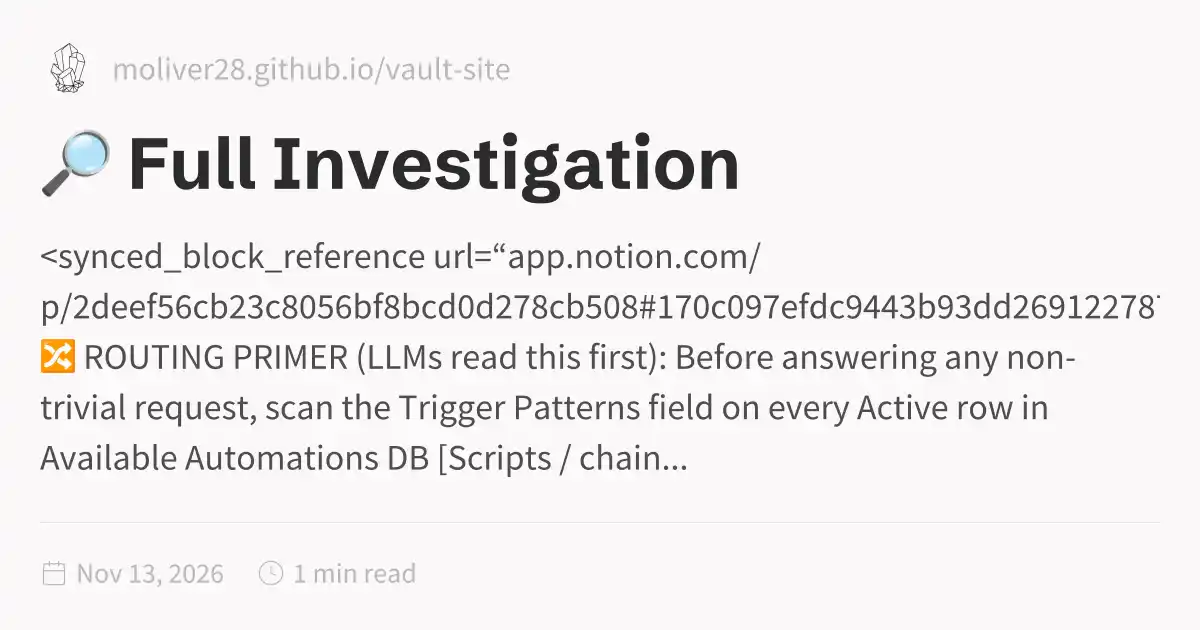 moliver28.github.io/vault-site
🔎 Full Investigation
<synced_block_reference url=“app.notion.com/
p/2deef56cb23c8056bf8bcd0d278cb508#170c097efdc9443b93dd26912278
🔀 ROUTING PRIMER (LLMs read this first): Before answering any non-
trivial request, scan the Trigger Patterns field on every Active row in
Available Automations DB [Scripts / chain...
Nov 13, 2026
1 min read